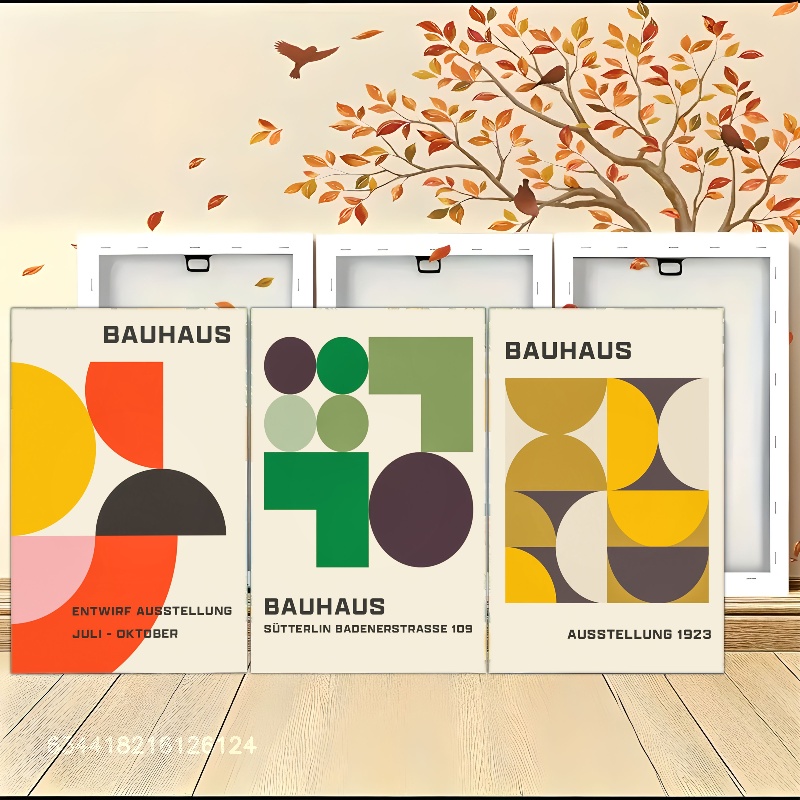 BAUHAUS
ENTWIRF AUSSTELLUNG
JULI - OKTOBER
BAUHAUS
SÜTTERLIN BADENERSTRASSE 109
BAUHAUS
AUSSTELLUNG 1923